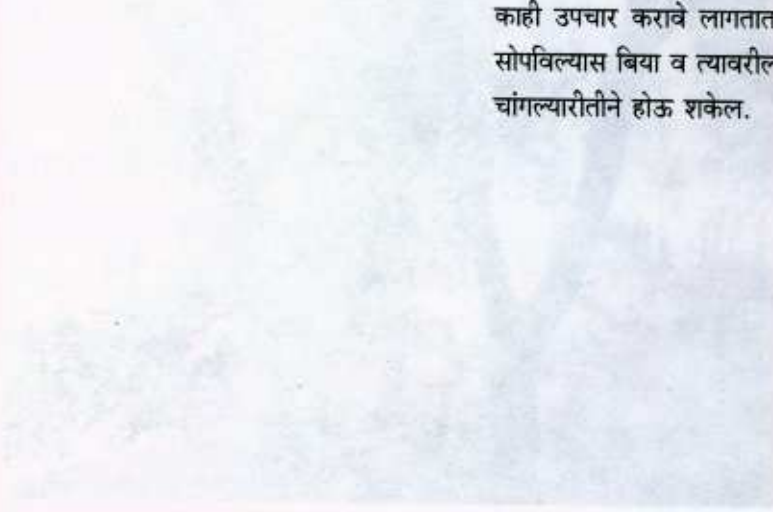 काही उपचार करावे लागतात
सोपविल्यास बिया व त्यावरील
चांगल्यारीतीने होऊ शकेल.